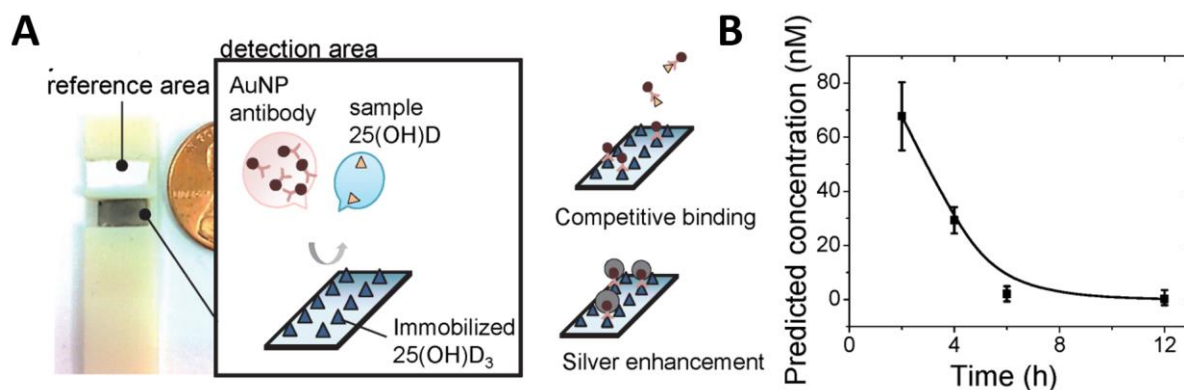 A
detection area
reference area
AuNP
antibody
sample
25(OH)D
Immobilized
25(OH)D₃
Competitive binding
Silver enhancement
B
Predicted concentration (nM)
80
60
40
20
0
0
4
8
12
Time (h)